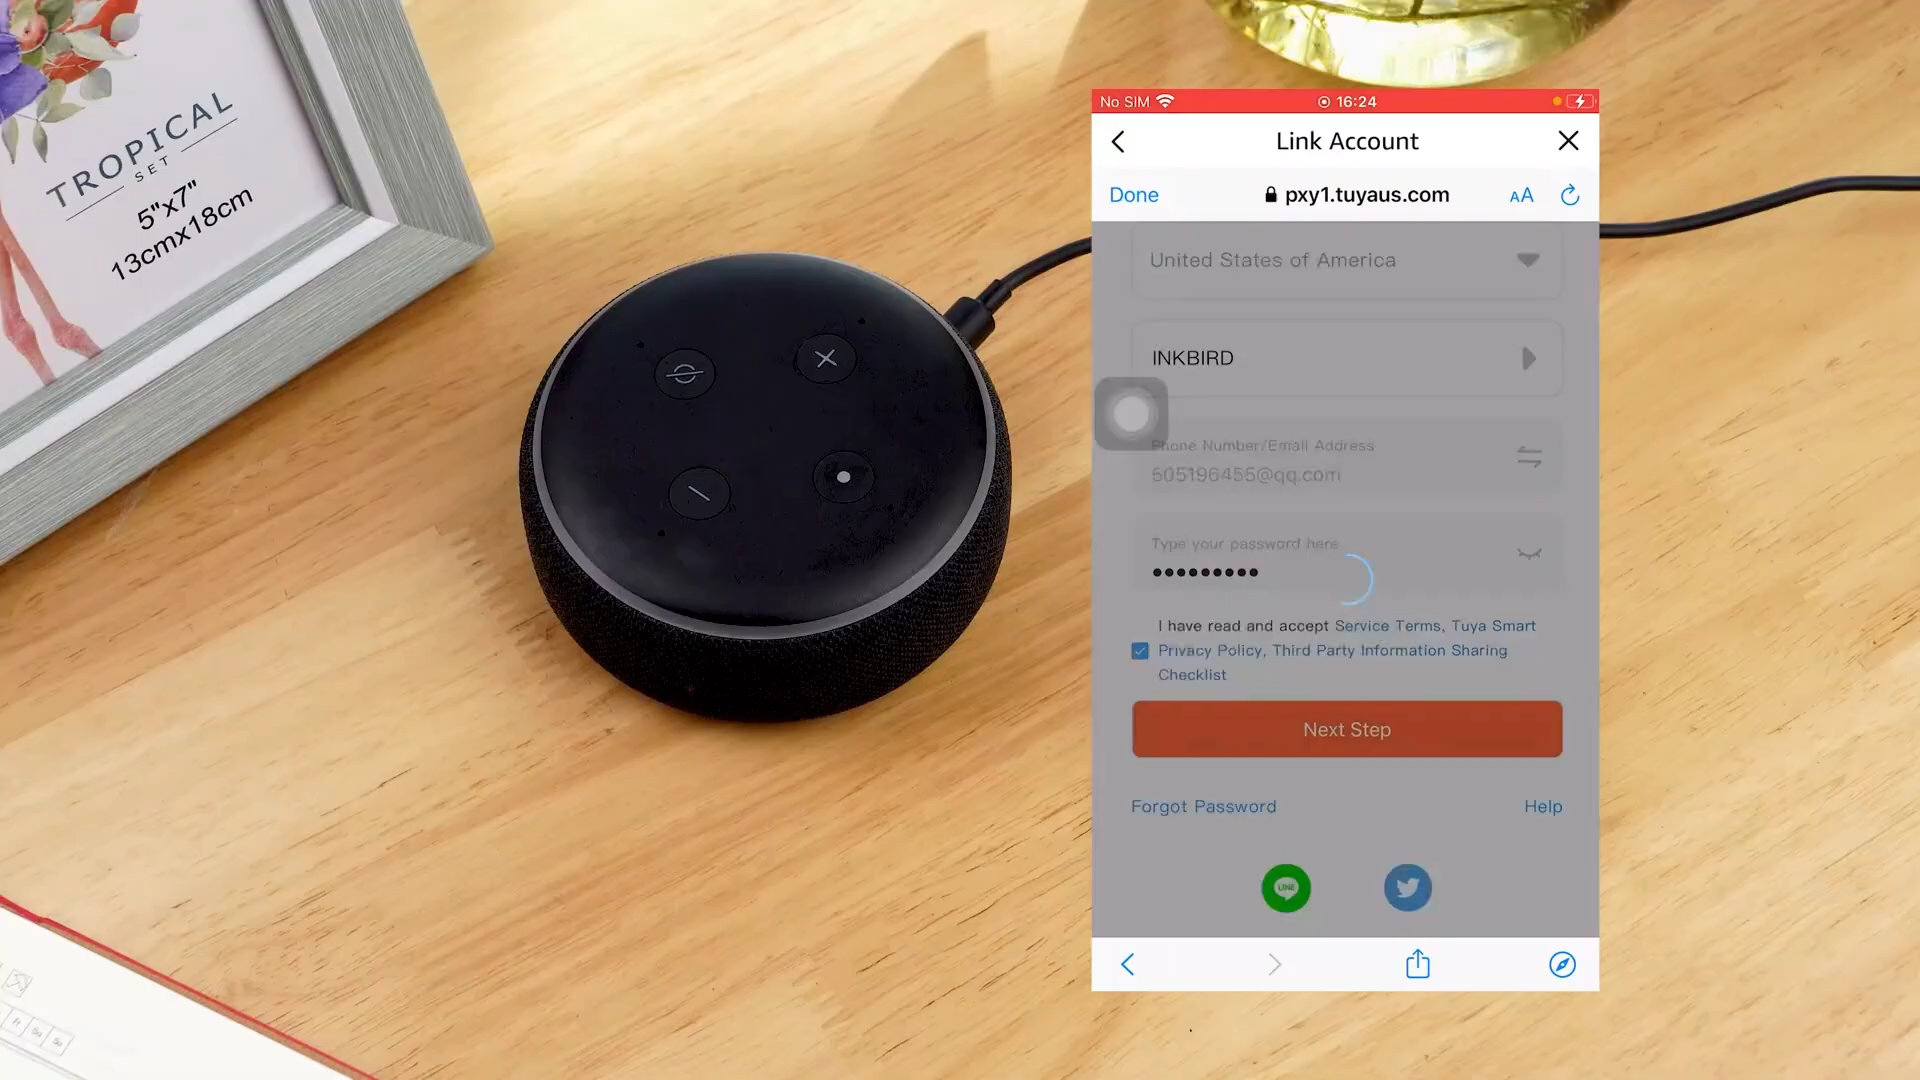 TROPICAL
SET
5"x7"
13cmx18cm
No SIM
16:24
Link Account
Done
pxy1.tuyaus.com
AA
United States of America
INKBIRD
Phone Number/Email Address
605196455@qq.com
Type your password here
I have read and accept Service Terms, Tuya Smart
Privacy Policy, Third Party Information Sharing
Checklist
Next Step
Forgot Password
Help
LINE